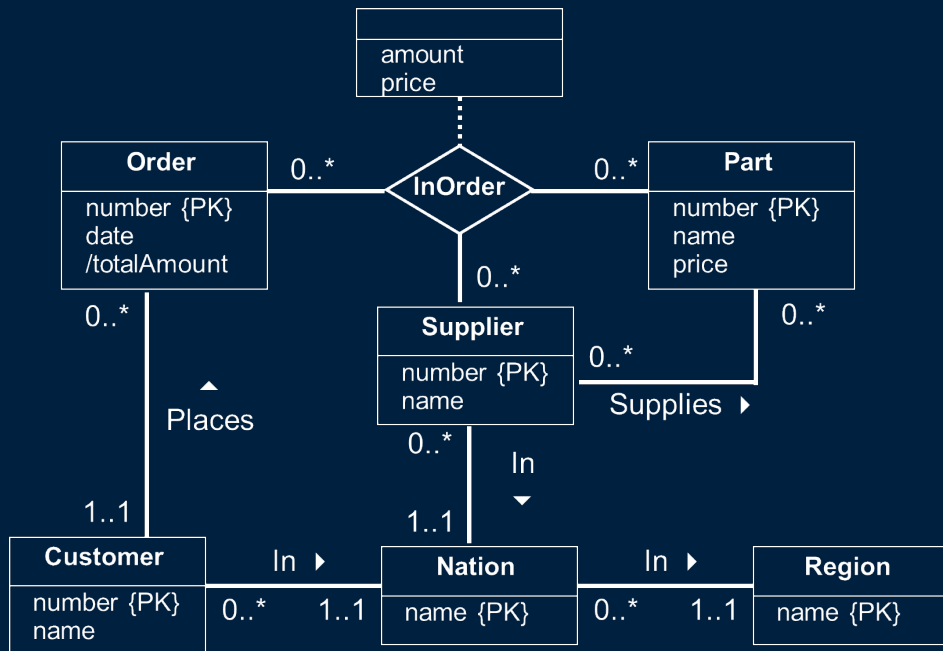 amount
price
Order
number {PK}
date
/totalAmount
0..*
InOrder
0..*
Part
number {PK}
name
price
0..*
0..*
Supplier
number {PK}
name
0..*
0..*
Supplies
0..*
Places
0..*
In
1..1
1..1
Customer
number {PK}
name
In
0..*
1..1
Nation
name {PK}
In
0..*
1..1
Region
name {PK}